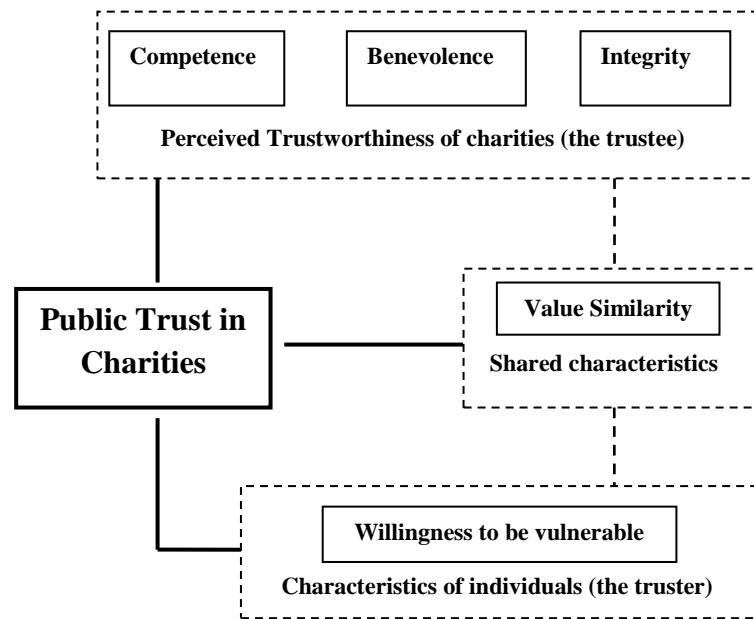 Competence
Benevolence
Integrity
Perceived Trustworthiness of charities (the trustee)
Public Trust in
Charities
Value Similarity
Shared characteristics
Willingness to be vulnerable
Characteristics of individuals (the truster)